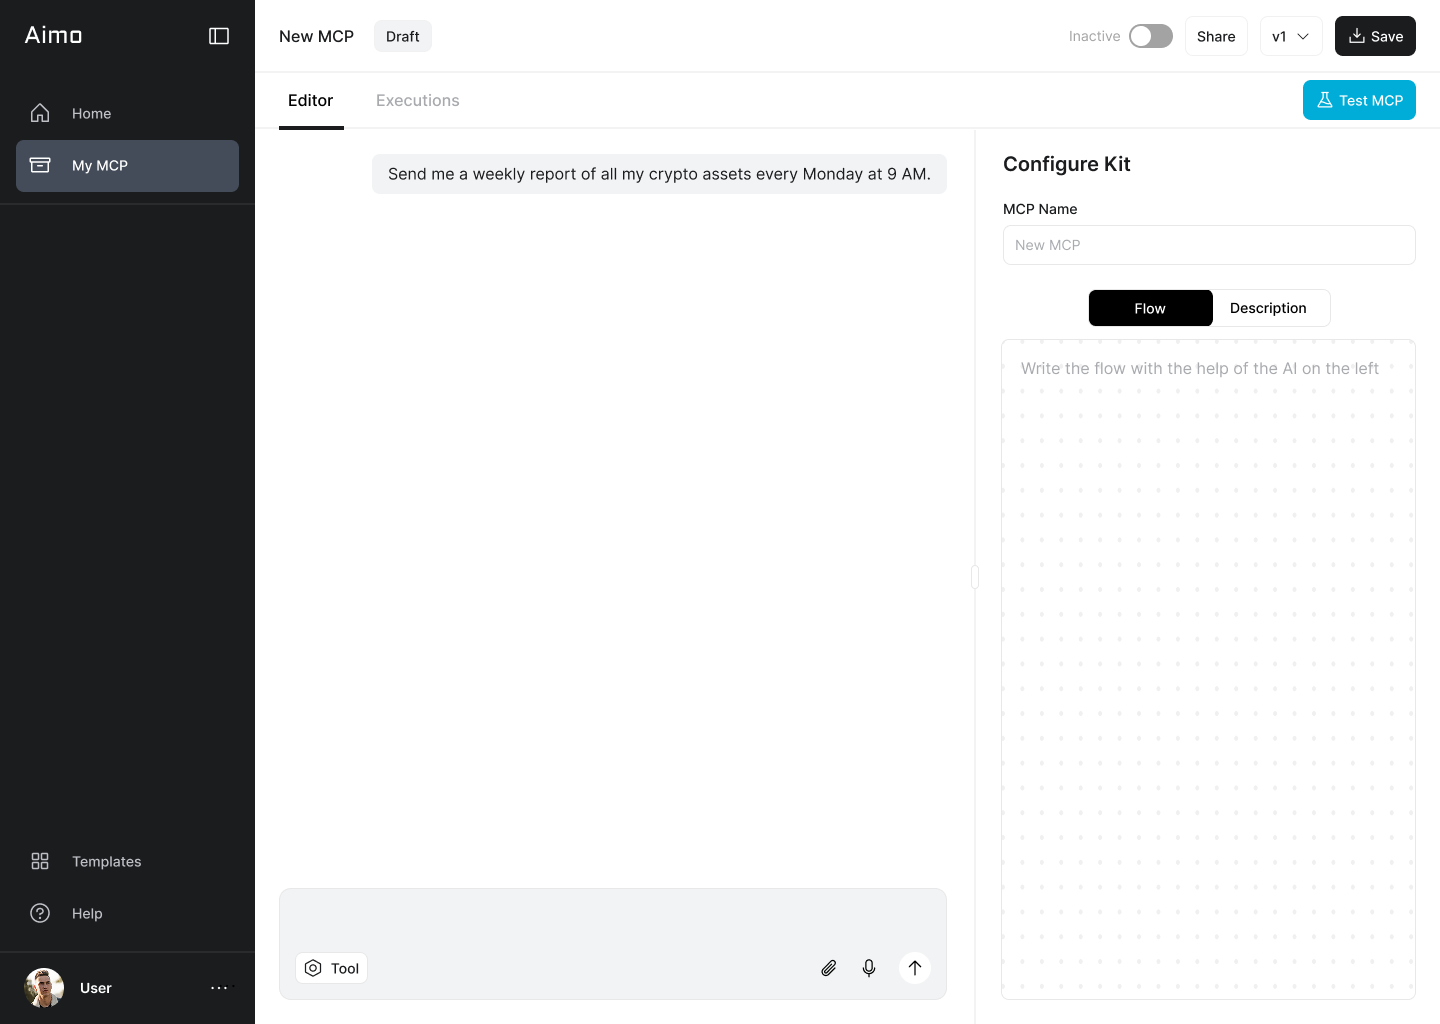 Aimo
Home
My MCP
Templates
Help
User
New MCP
Draft
Inactive
Share
v1
Save
Editor
Executions
Test MCP
Send me a weekly report of all my crypto assets every Monday at 9 AM.
Tool
Configure Kit
MCP Name
New MCP
Flow
Description
Write the flow with the help of the AI on the left